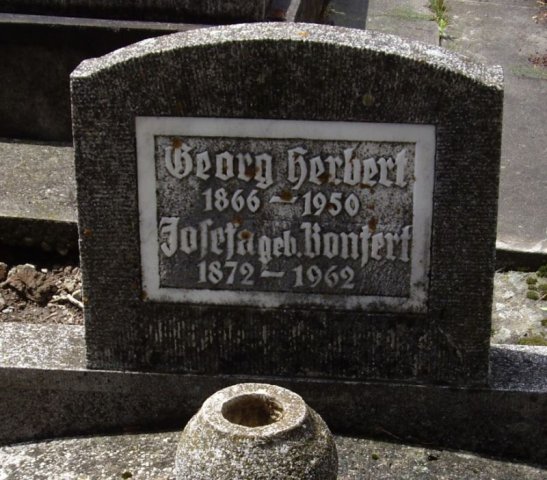 Georg Herbert
1866 – 1950
Josefa geb. Bonfert
1872 – 1962